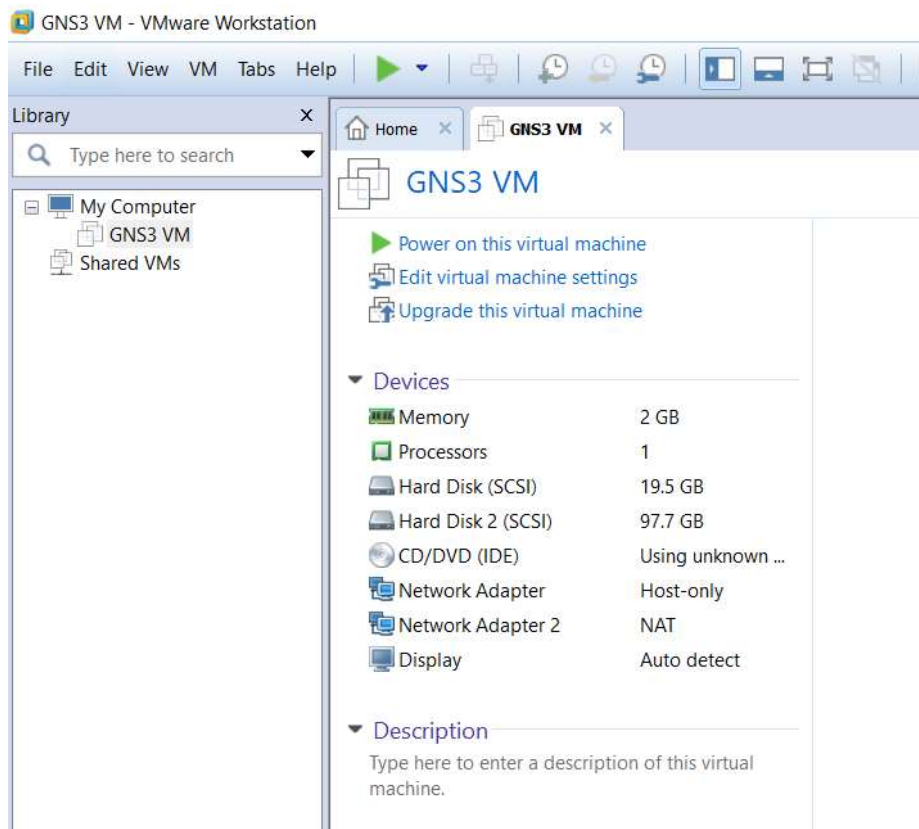 GNS3 VM - VMware Workstation
File Edit View VM Tabs Help
Library X
Type here to search
My Computer
GNS3 VM
Shared VMs
Home
GNS3 VM
GNS3 VM
Power on this virtual machine
Edit virtual machine settings
Upgrade this virtual machine
Devices
Memory 2 GB
Processors 1
Hard Disk (SCSI) 19.5 GB
Hard Disk 2 (SCSI) 97.7 GB
CD/DVD (IDE) Using unknown ...
Network Adapter Host-only
Network Adapter 2 NAT
Display Auto detect
Description
Type here to enter a description of this virtual
machine.